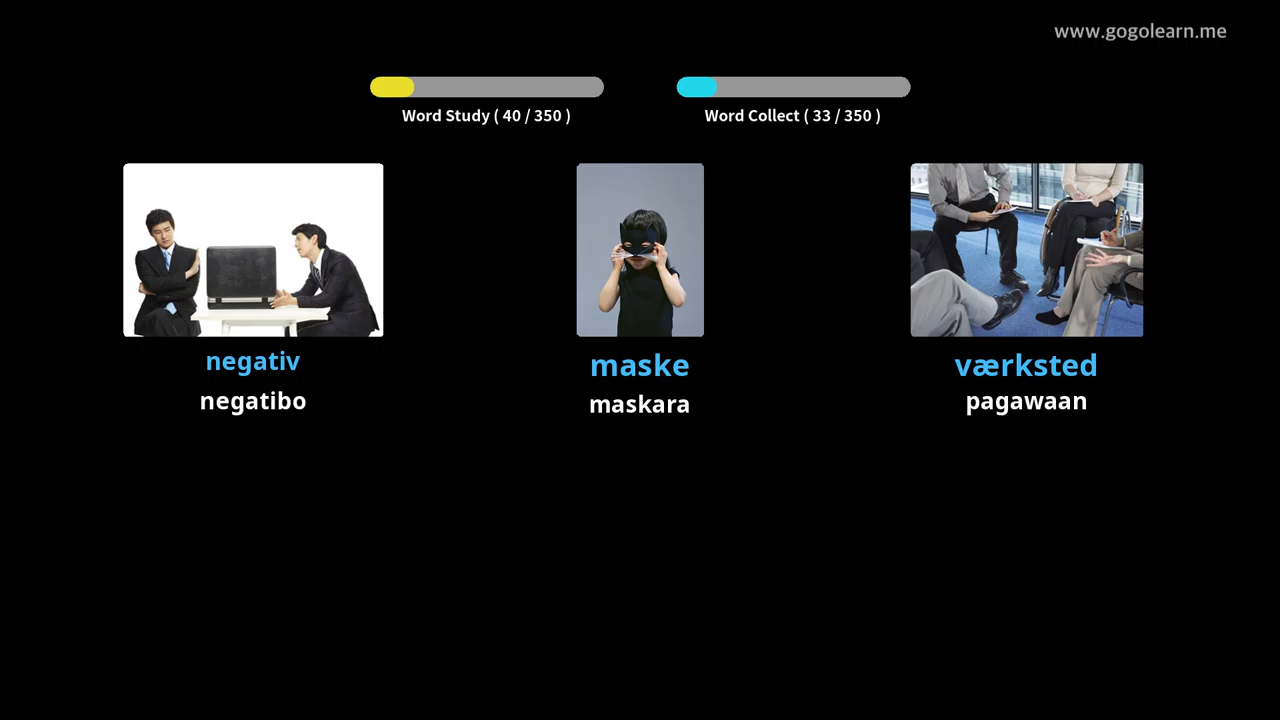 www.gogolearn.me
Word Study ( 40 / 350 )
Word Collect ( 33 / 350 )
negativ
negatibo
maske
maskara
værksted
pagawaan